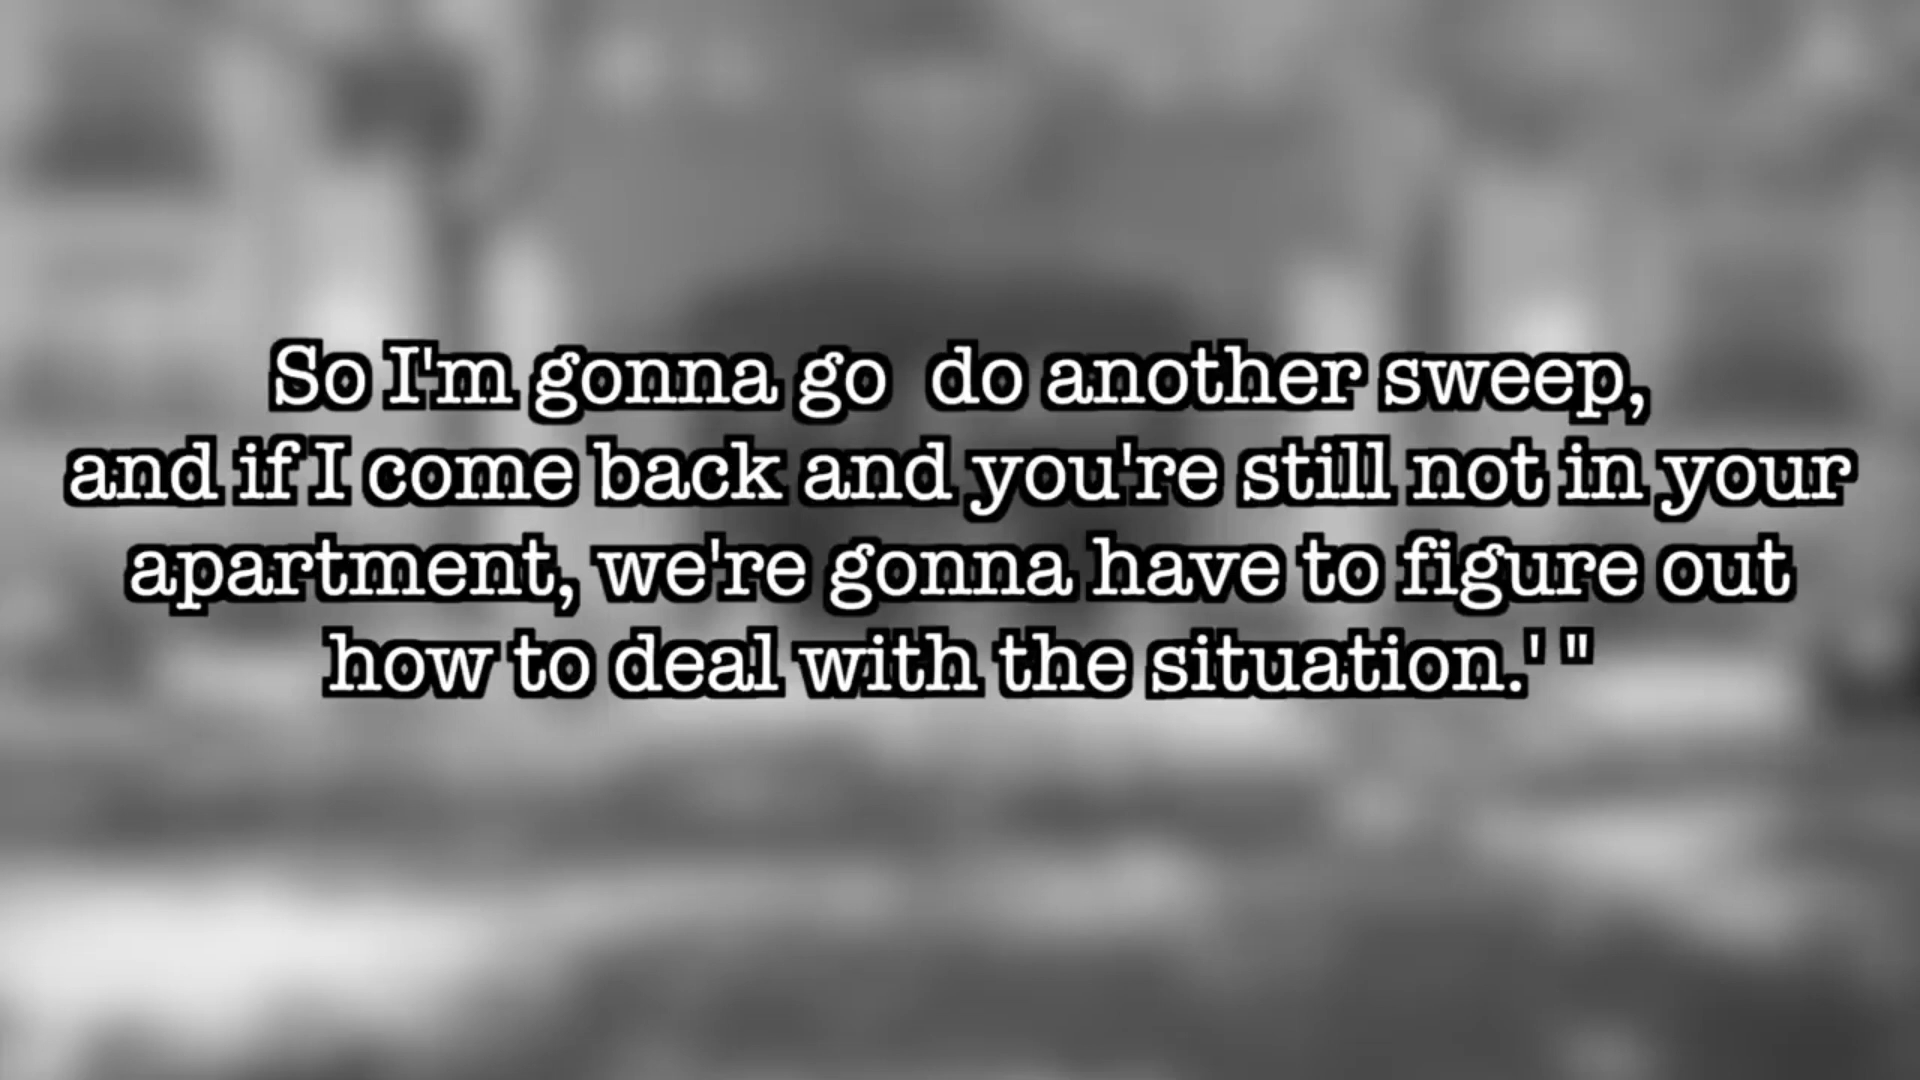 So I'm gonna go  do another sweep,
and if I come back and you're still not in your
apartment, we're gonna have to figure out
how to deal with the situation.' "